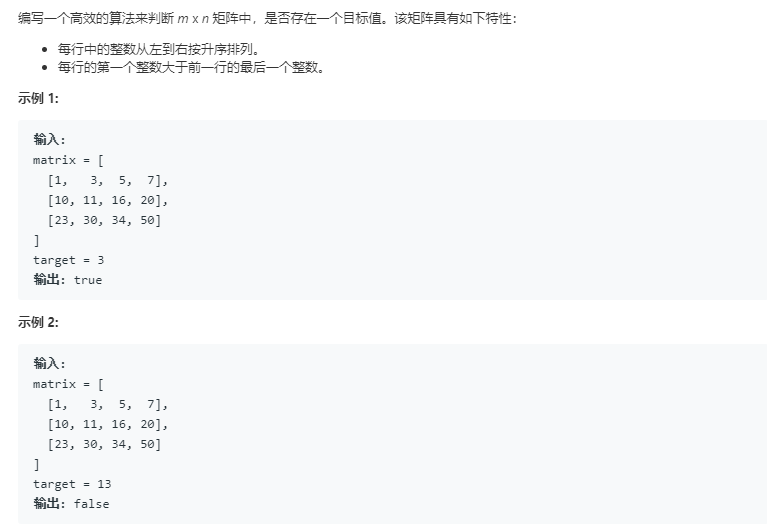 编写一个高效的算法来判断 m x n 矩阵中，是否存在一个目标值。该矩阵具有如下特性：
• 每行中的整数从左到右按升序排列。
• 每行的第一个整数大于前一行的最后一个整数。
示例 1:
输入:
matrix = [
  [1,   3,  5,  7],
  [10, 11, 16, 20],
  [23, 30, 34, 50]
]
target = 3
输出: true
示例 2:
输入:
matrix = [
  [1,   3,  5,  7],
  [10, 11, 16, 20],
  [23, 30, 34, 50]
]
target = 13
输出: false